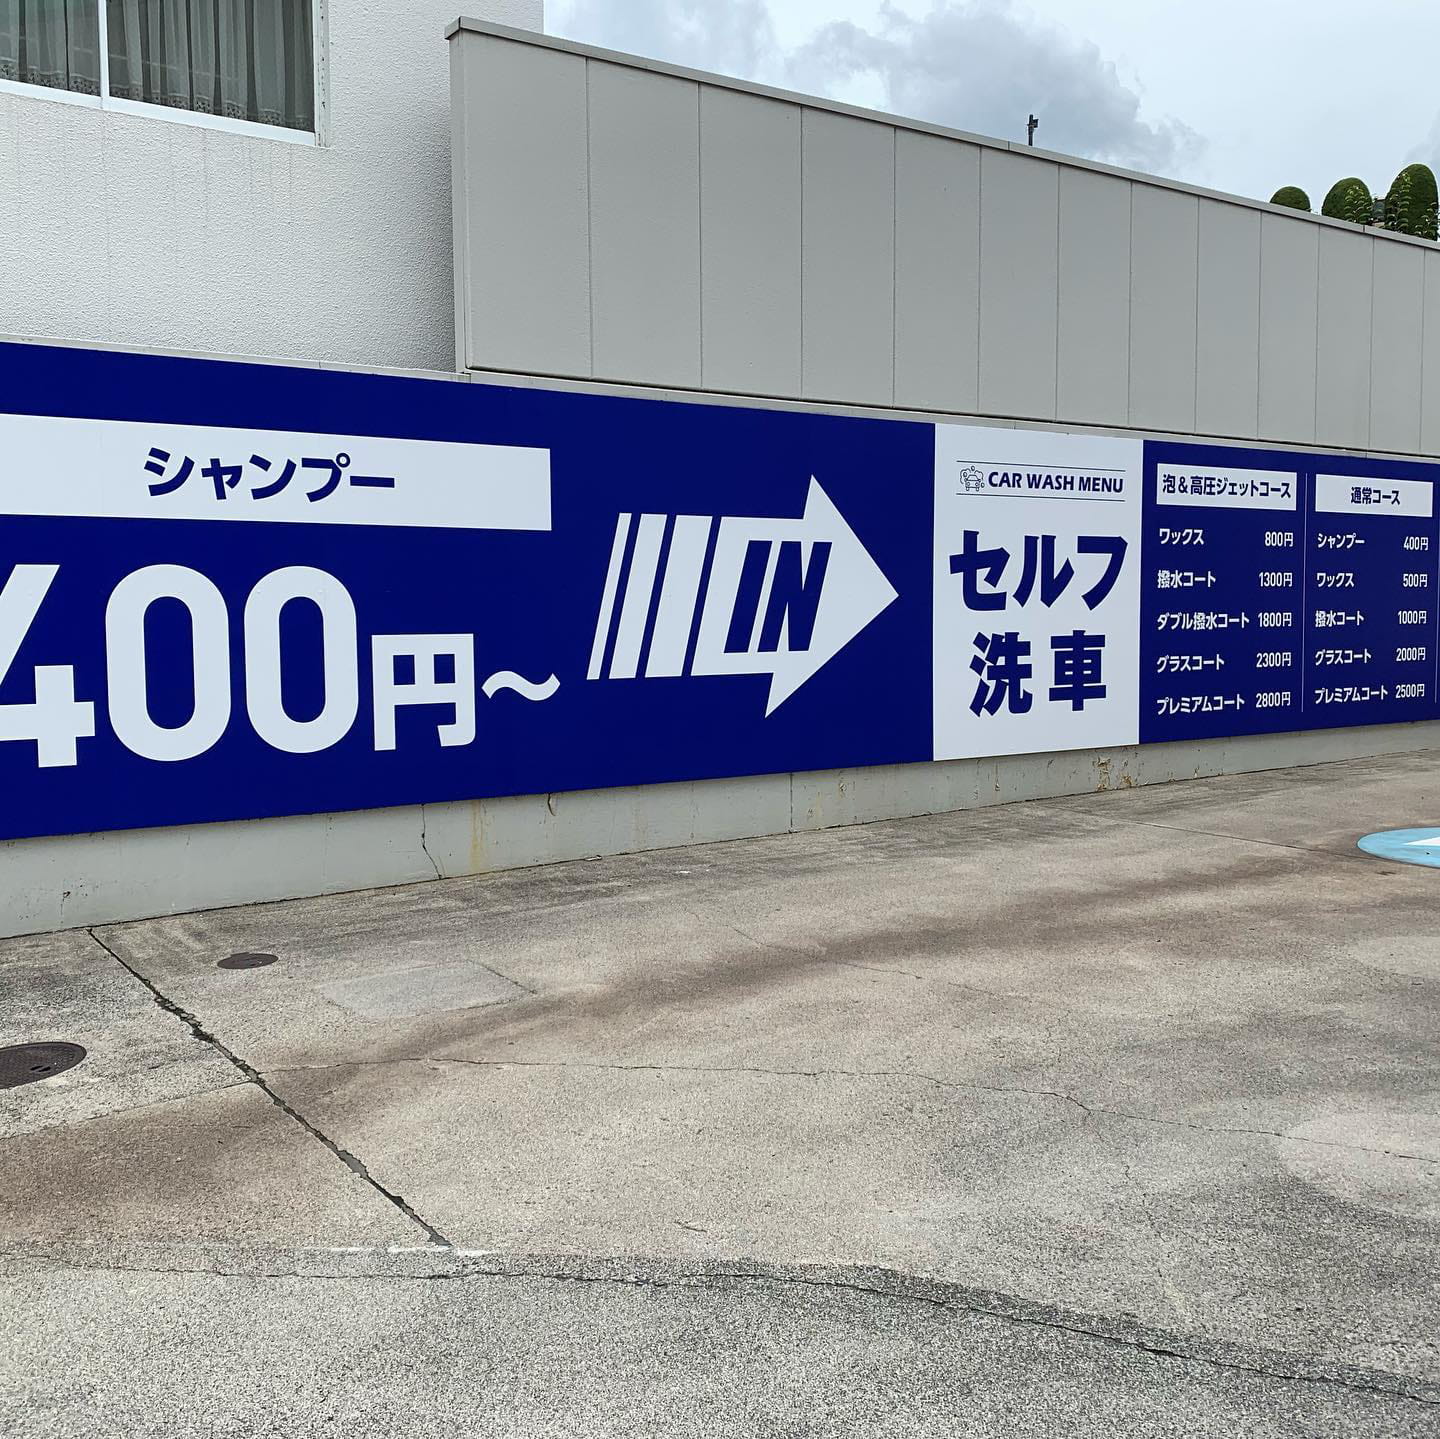 シャンプー
400円〜
IN
CAR WASH MENU
セルフ
洗車
泡&高圧ジェットコース
ワックス 800円
撥水コート 1300円
ダブル撥水コート 1800円
グラスコート 2300円
プレミアムコート 2800円
通常コース
シャンプー 400円
ワックス 500円
撥水コート 1000円
グラスコート 2000円
プレミアムコート 2500円